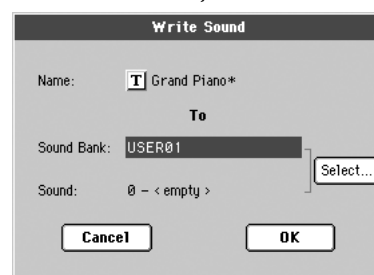 Write Sound
Name: T Grand Piano*
To
Sound Bank: USER01
Select...
Sound: 0 - < empty >
Cancel OK